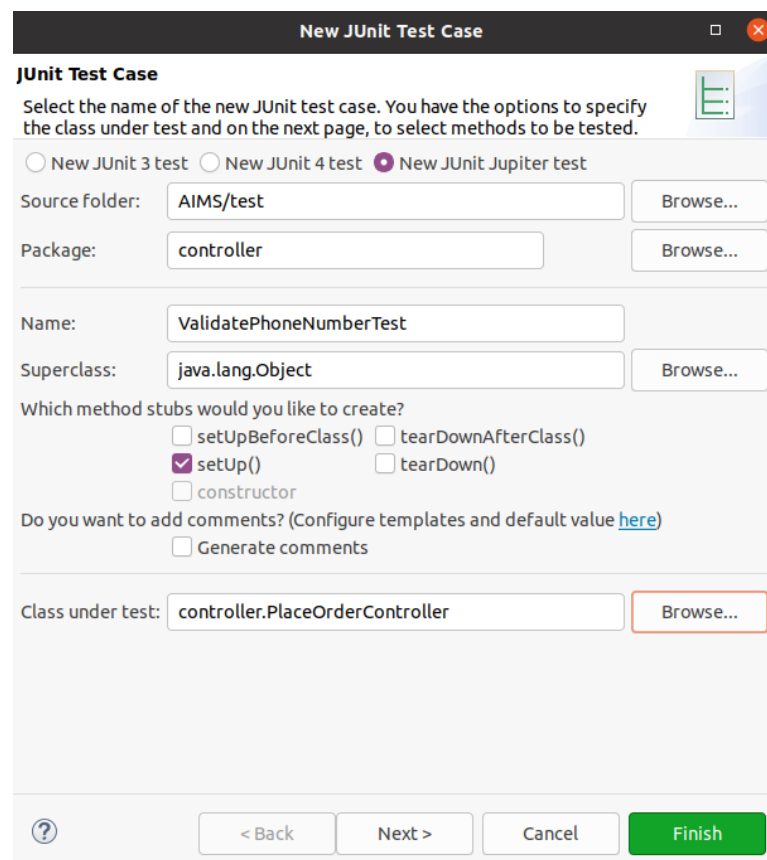 New JUnit Test Case
JUnit Test Case
Select the name of the new JUnit test case. You have the options to specify
the class under test and on the next page, to select methods to be tested.
New JUnit 3 test New JUnit 4 test New JUnit Jupiter test
Source folder: AIMS/test Browse...
Package: controller Browse...
Name: ValidatePhoneNumberTest
Superclass: java.lang.Object Browse...
Which method stubs would you like to create?
setUpBeforeClass() tearDownAfterClass()
setUp() tearDown()
constructor
Do you want to add comments? (Configure templates and default value here)
Generate comments
Class under test: controller.PlaceOrderController Browse...
? < Back Next > Cancel Finish